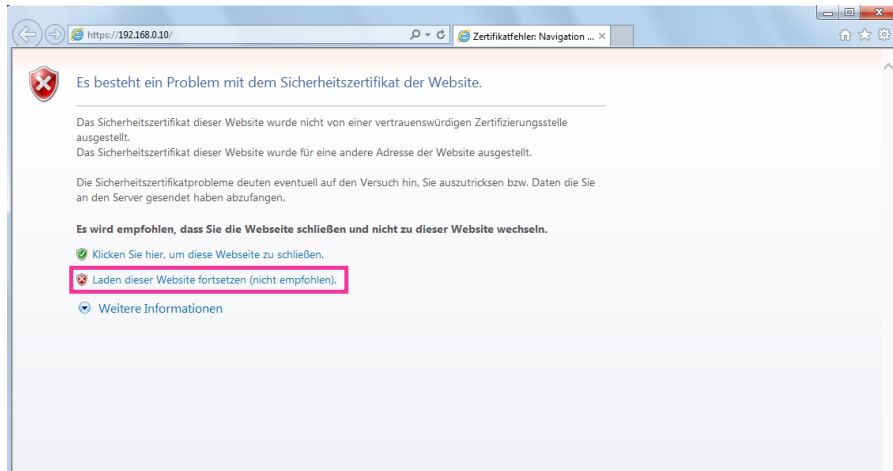 https://192.168.0.10/
Zertifikatfehler: Navigation ...
Es besteht ein Problem mit dem Sicherheitszertifikat der Website.
Das Sicherheitszertifikat dieser Website wurde nicht von einer vertrauenswürdigen Zertifizierungsstelle
ausgestellt.
Das Sicherheitszertifikat dieser Website wurde für eine andere Adresse der Website ausgestellt.
Die Sicherheitszertifikatprobleme deuten eventuell auf den Versuch hin, Sie auszutricksen bzw. Daten die Sie
an den Server gesendet haben abzufangen.
Es wird empfohlen, dass Sie die Webseite schließen und nicht zu dieser Website wechseln.
Klicken Sie hier, um diese Webseite zu schließen.
Laden dieser Website fortsetzen (nicht empfohlen).
Weitere Informationen